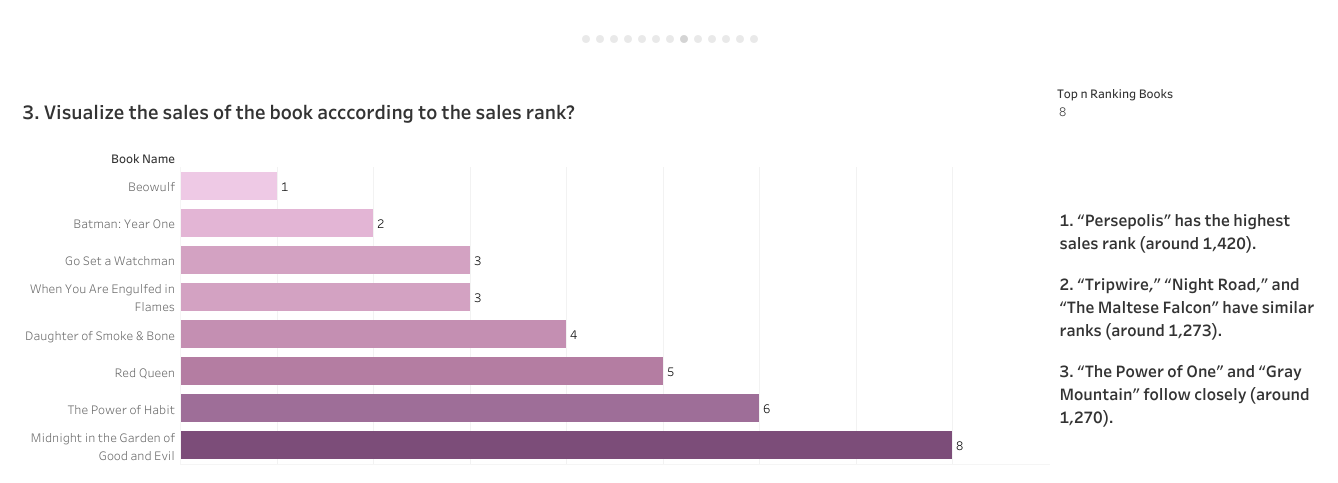 3. Visualize the sales of the book acccording to the sales rank?
Top n Ranking Books
8
Book Name
Beowulf
1
Batman: Year One
2
Go Set a Watchman
3
When You Are Engulfed in
Flames
3
Daughter of Smoke & Bone
4
Red Queen
5
The Power of Habit
6
Midnight in the Garden of
Good and Evil
8
1. “Persepolis” has the highest
sales rank (around 1,420).
2. “Tripwire,” “Night Road,” and
“The Maltese Falcon” have similar
ranks (around 1,273).
3. “The Power of One” and “Gray
Mountain” follow closely (around
1,270).